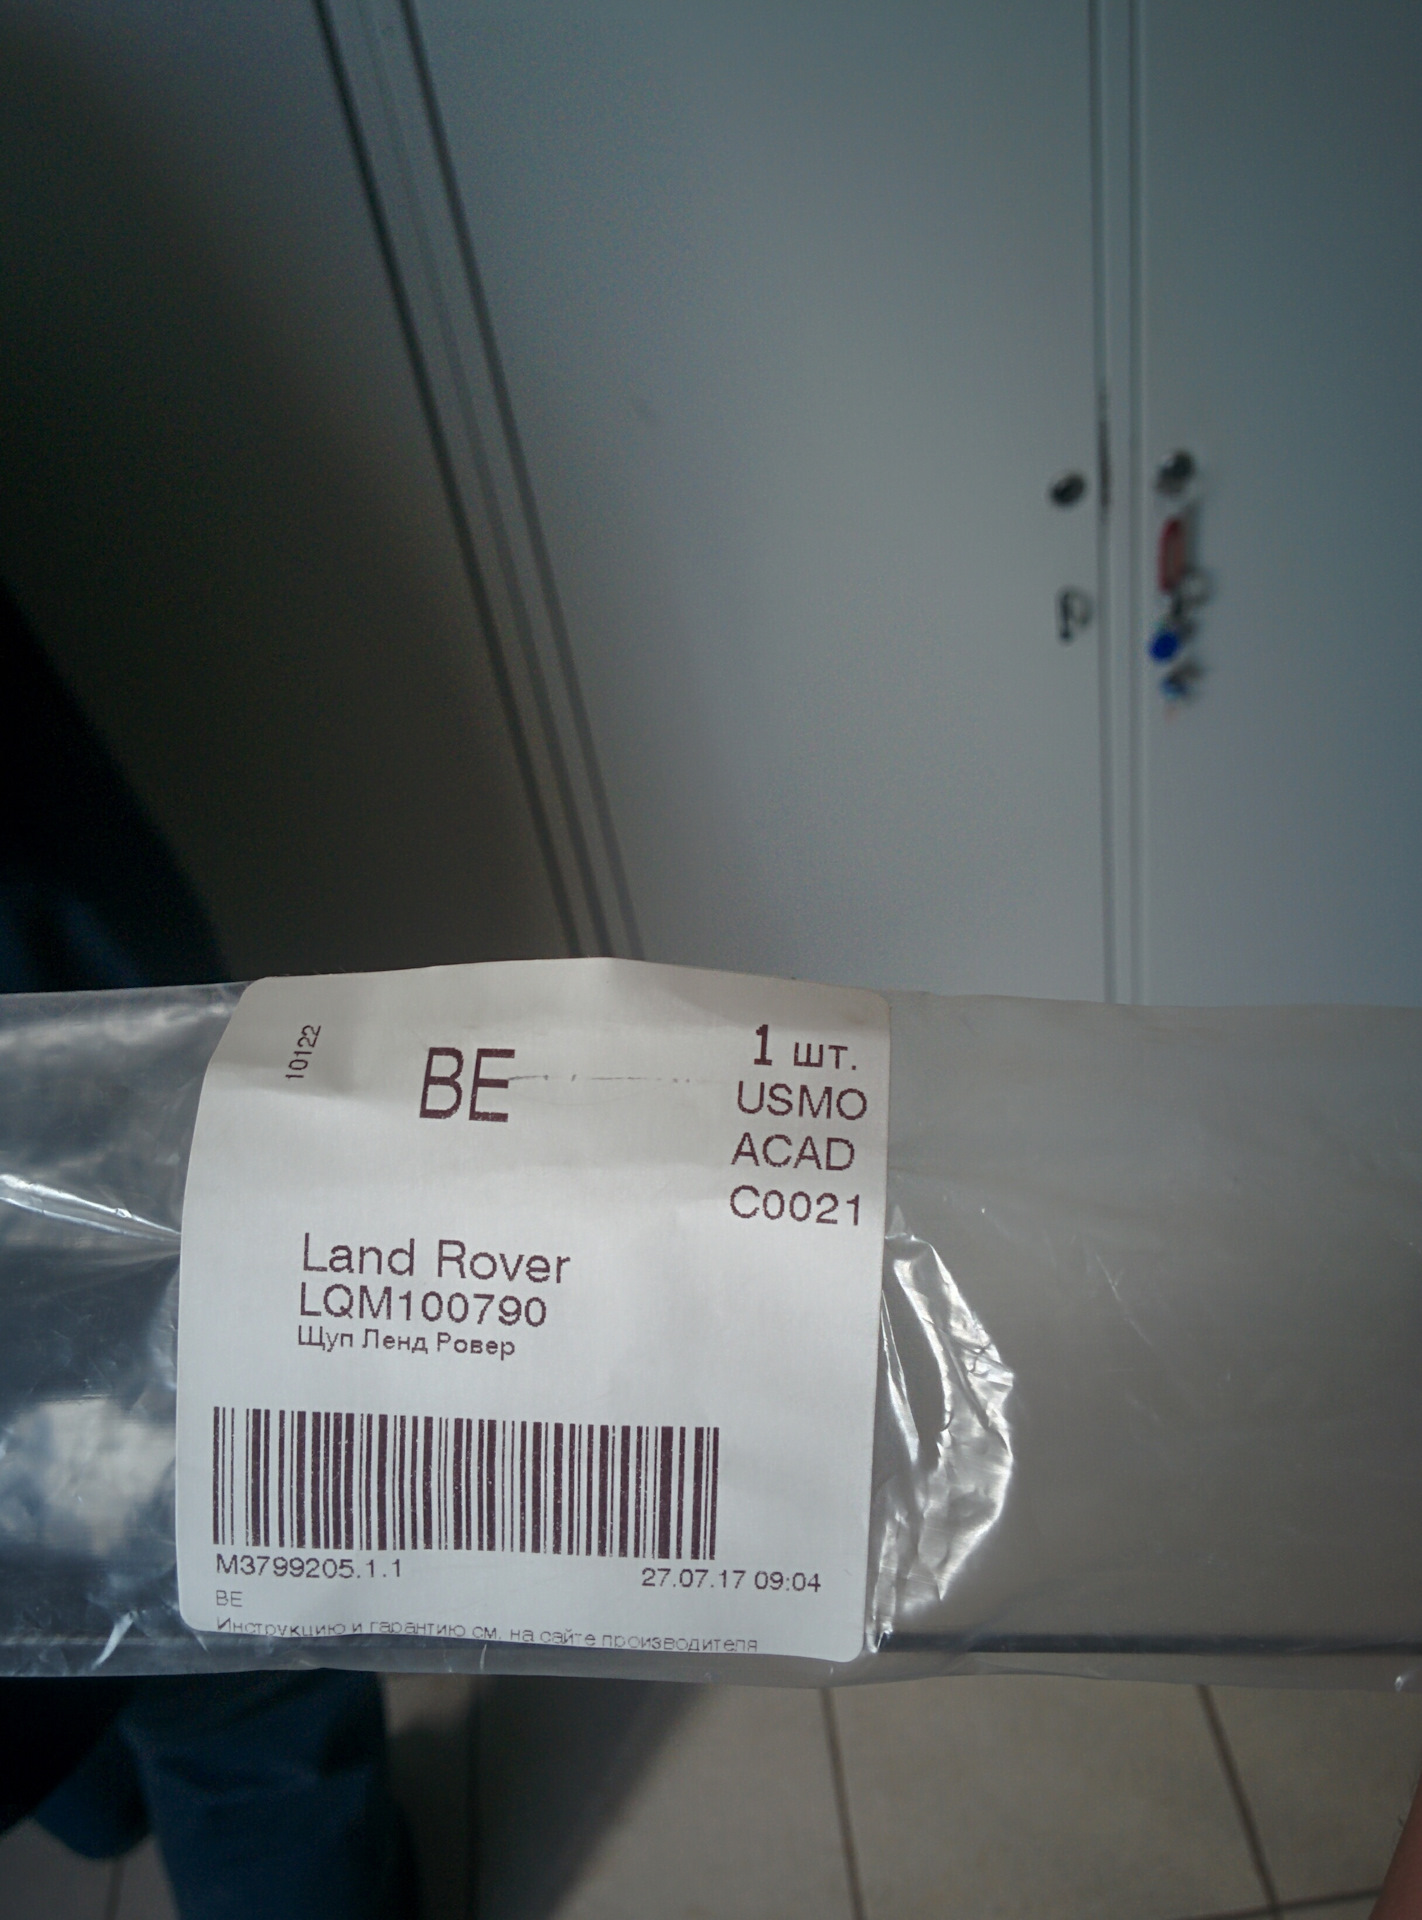 10122
BE
1 шт.
USMO
ACAD
C0021
Land Rover
LQM100790
Щуп Ленд Ровер
M3799205.1.1
27.07.17 09:04
BE
Инструкцию и гарантию см. на сайте производителя